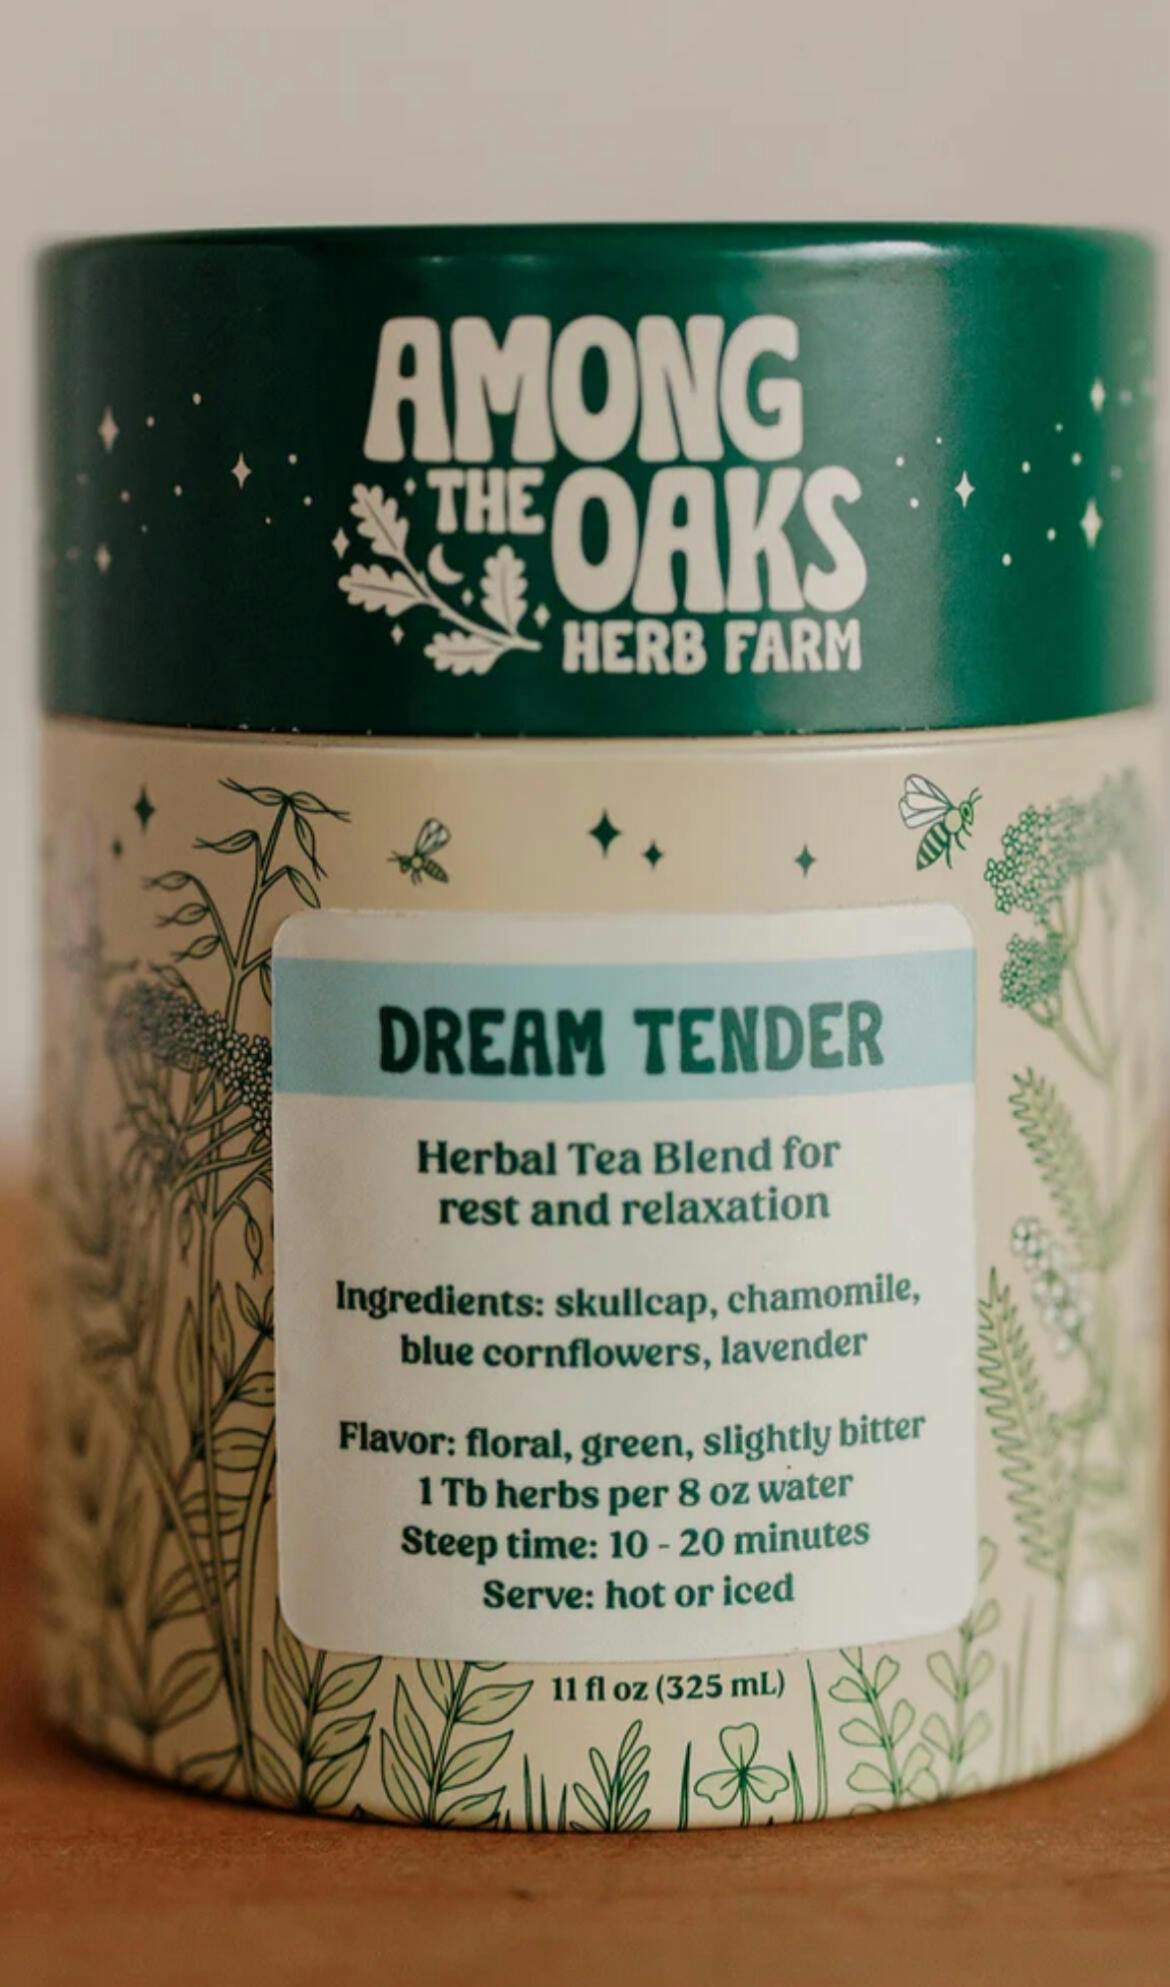 AMONG
THE OAKS
HERB FARM
DREAM TENDER
Herbal Tea Blend for
rest and relaxation
Ingredients: skullcap, chamomile,
blue cornflowers, lavender
Flavor: floral, green, slightly bitter
1 Tb herbs per 8 oz water
Steep time: 10 - 20 minutes
Serve: hot or iced
11 fl oz (325 mL)